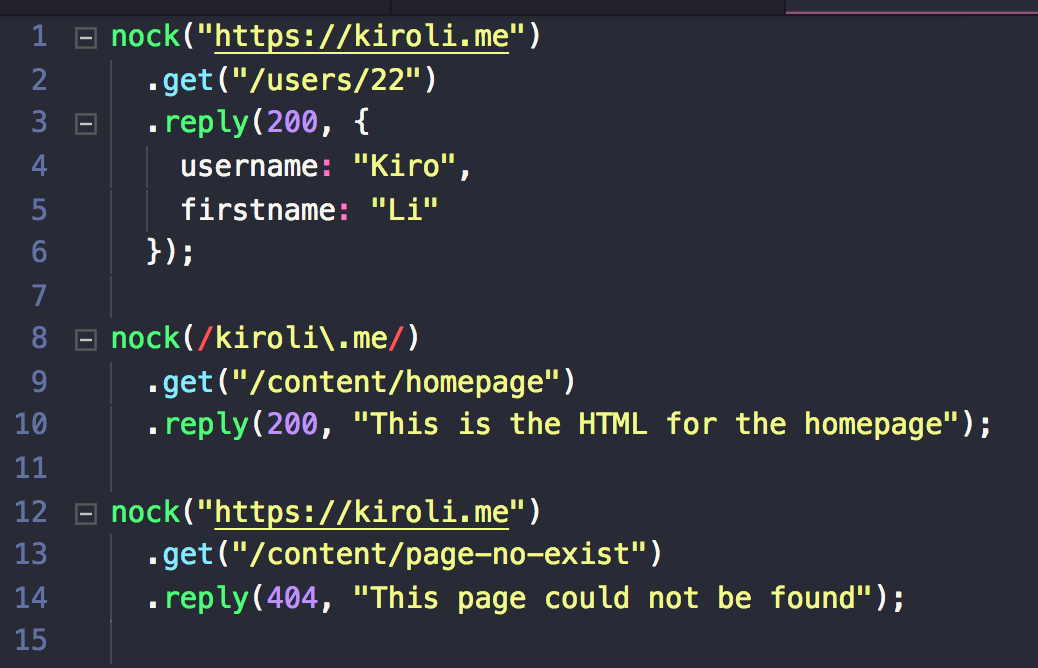 1 nock("https://kiroli.me")
2 .get("/users/22")
3 .reply(200, {
4 username: "Kiro",
5 firstname: "Li"
6 });
7
8 nock(/kiroli\.me/)
9 .get("/content/homepage")
10 .reply(200, "This is the HTML for the homepage");
11
12 nock("https://kiroli.me")
13 .get("/content/page-no-exist")
14 .reply(404, "This page could not be found");
15